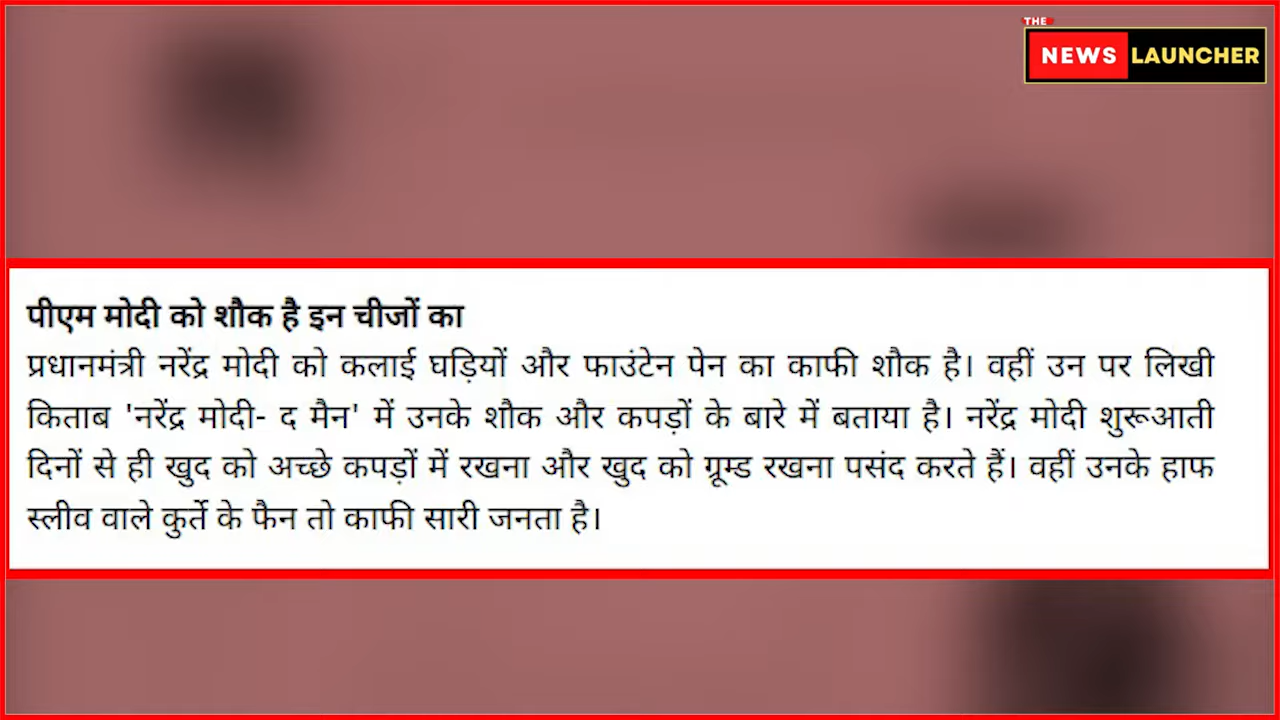 THE
NEWS LAUNCHER
पीएम मोदी को शौक है इन चीजों का
प्रधानमंत्री नरेंद्र मोदी को कलाई घड़ियों और फाउंटेन पेन का काफी शौक है। वहीं उन पर लिखी
किताब 'नरेंद्र मोदी- द मैन' में उनके शौक और कपड़ों के बारे में बताया है। नरेंद्र मोदी शुरूआती
दिनों से ही खुद को अच्छे कपड़ों में रखना और खुद को ग्रूम्ड रखना पसंद करते हैं। वहीं उनके हाफ
स्लीव वाले कुर्ते के फैन तो काफी सारी जनता है।